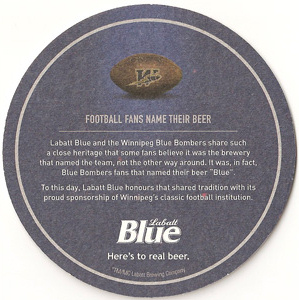 FOOTBALL FANS NAME THEIR BEER
Labatt Blue and the Winnipeg Blue Bombers share such
a close heritage that some fans believe it was the brewery
that named the team, not the other way around. It was, in fact,
Blue Bombers fans that named their beer "Blue".
To this day, Labatt Blue honours that shared tradition with its
proud sponsorship of Winnipeg's classic football institution.
Labatt
Blue
Here's to real beer.
Labatt Brewing Company